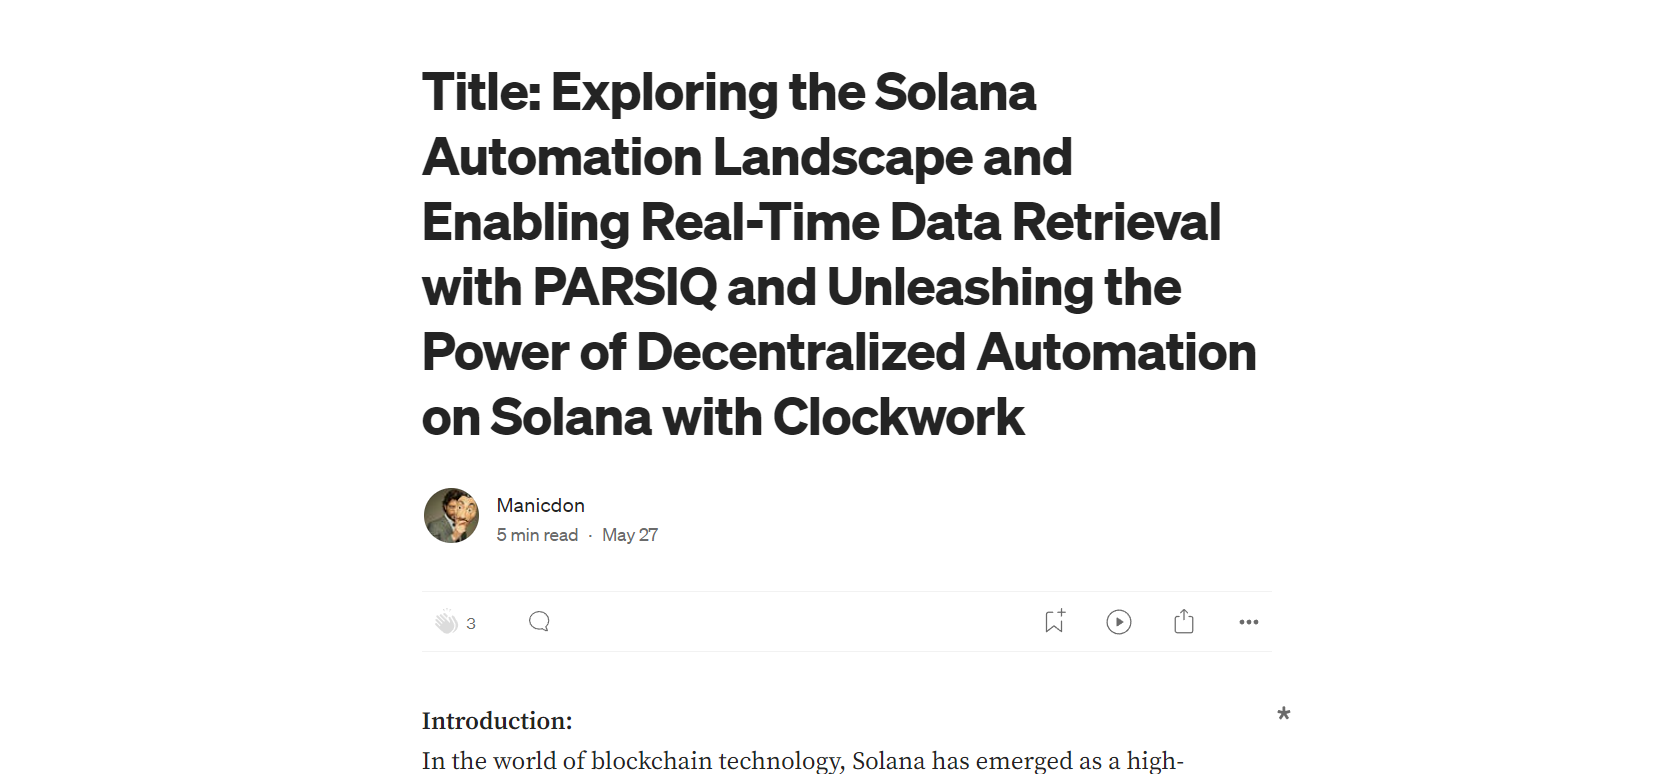 Title: Exploring the Solana
Automation Landscape and
Enabling Real-Time Data Retrieval
with PARSIQ and Unleashing the
Power of Decentralized Automation
on Solana with Clockwork
Manicdon
5 min read · May 27
3
Introduction:
*
In the world of blockchain technology, Solana has emerged as a high-